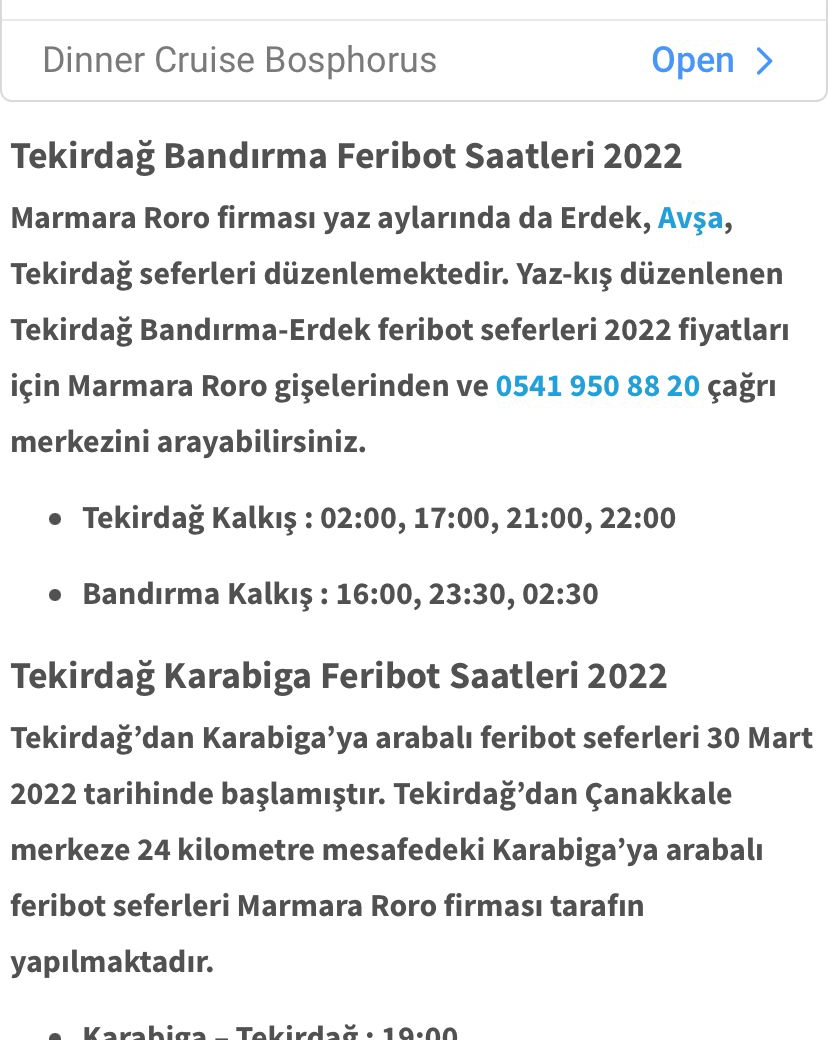 Dinner Cruise Bosphorus Open
Tekirdağ Bandırma Feribot Saatleri 2022
Marmara Roro firması yaz aylarında da Erdek, Avşa,
Tekirdağ seferleri düzenlemektedir. Yaz-kış düzenlenen
Tekirdağ Bandırma-Erdek feribot seferleri 2022 fiyatları
için Marmara Roro gişelerinden ve 0541 950 88 20 çağrı
merkezini arayabilirsiniz.
• Tekirdağ Kalkış : 02:00, 17:00, 21:00, 22:00
• Bandırma Kalkış : 16:00, 23:30, 02:30
Tekirdağ Karabiga Feribot Saatleri 2022
Tekirdağ’dan Karabiga’ya arabalı feribot seferleri 30 Mart
2022 tarihinde başlamıştır. Tekirdağ’dan Çanakkale
merkeze 24 kilometre mesafedeki Karabiga’ya arabalı
feribot seferleri Marmara Roro firması tarafın
yapılmaktadır.
• Karabiga – Tekirdağ : 19:00